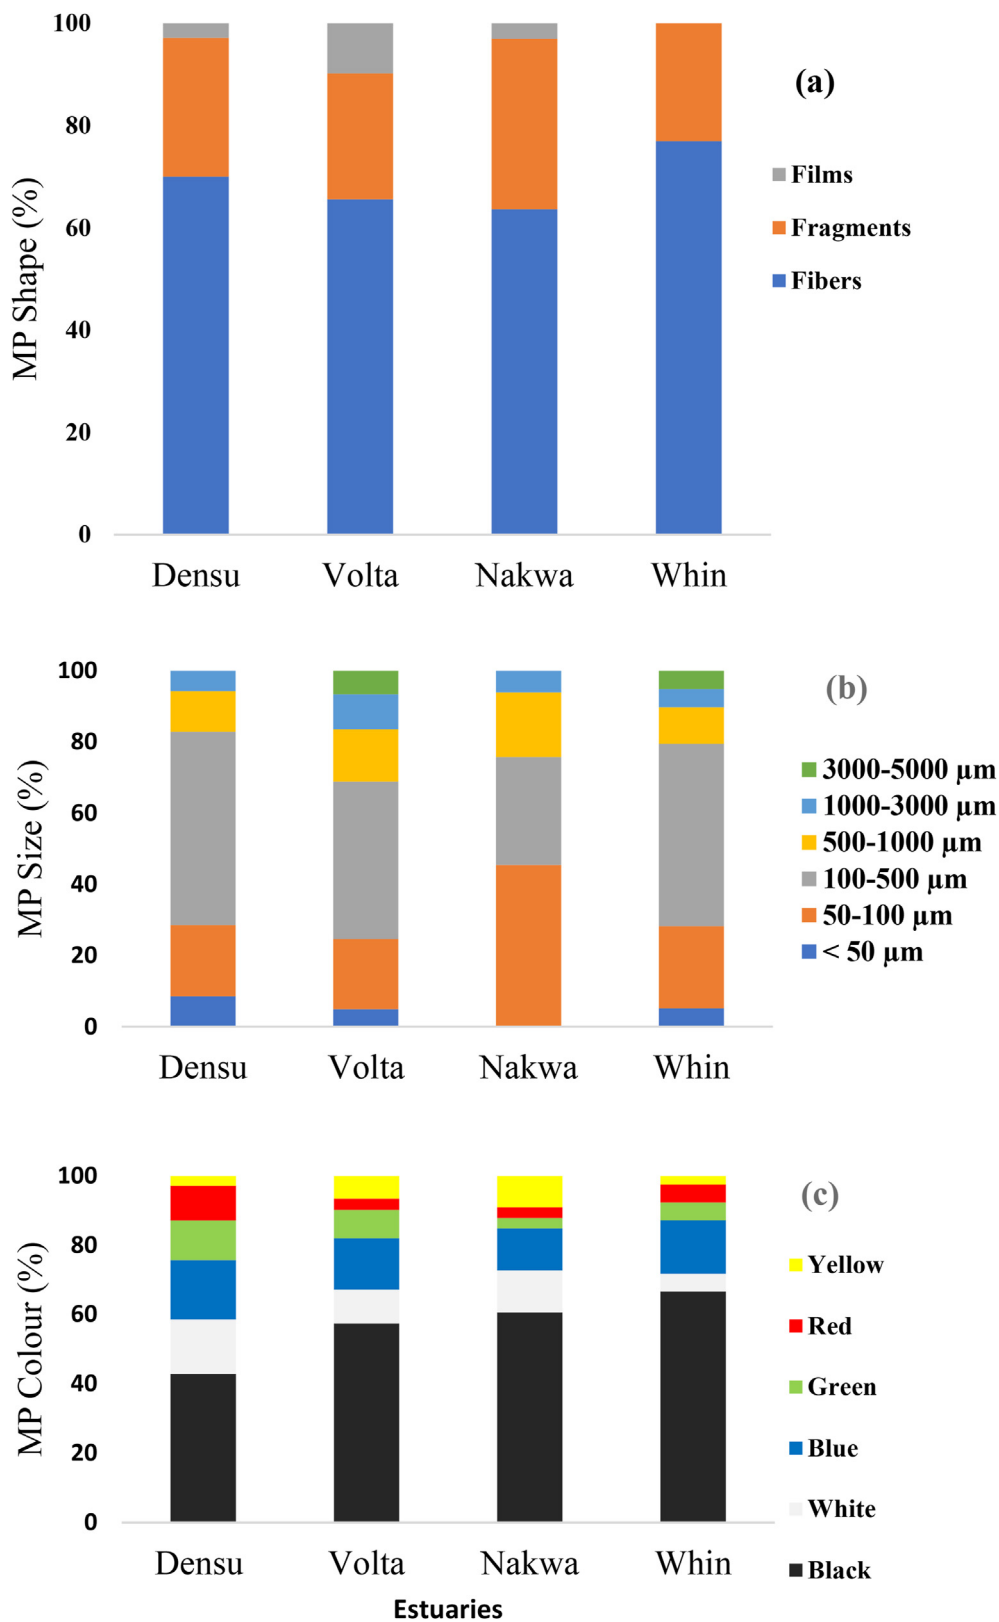 MP Shape (%)
100
80
60
40
20
0
(a)
Films
Fragments
Fibers
Densu
Volta
Nakwa
Whin
MP Size (%)
100
80
60
40
20
0
(b)
3000-5000 µm
1000-3000 µm
500-1000 µm
100-500 µm
50-100 µm
< 50 µm
Densu
Volta
Nakwa
Whin
MP Colour (%)
100
80
60
40
20
0
(c)
Yellow
Red
Green
Blue
White
Black
Densu
Volta
Nakwa
Whin
Estuaries